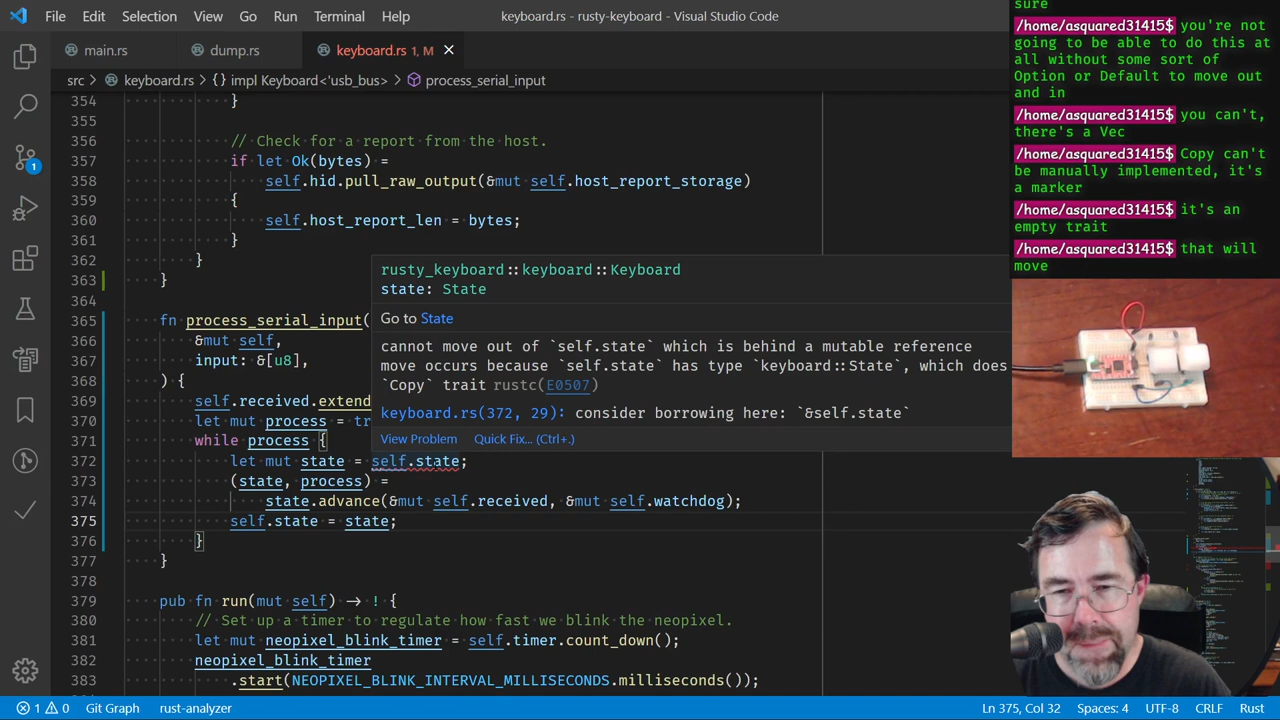 File Edit Selection View Go Run Terminal Help
keyboard.rs - rusty-keyboard - Visual Studio Code
main.rs
dump.rs
keyboard.rs 1, M
src > keyboard.rs > {} impl Keyboard<'usb_bus> > process_serial_input
354 }
355
356 // Check for a report from the host.
357 if let Ok(bytes) =
358 self.hid.pull_raw_output(&mut self.host_report_storage)
359 {
360 self.host_report_len = bytes;
361 }
362 }
363 }
364
365 fn process_serial_input(
366 &mut self,
367 input: &[u8],
368 ) {
369 self.received.extend
370 let mut process = tr
371 while process {
372 let mut state = self.state;
373 (state, process) =
374 state.advance(&mut self.received, &mut self.watchdog);
375 self.state = state;
376 }
377 }
378
379 pub fn run(mut self) -> ! {
380 // Set up a timer to regulate how fast we blink the neopixel.
381 let mut neopixel_blink_timer = self.timer.count_down();
382 neopixel_blink_timer
383 .start(NEOPIXEL_BLINK_INTERVAL_MILLISECONDS.milliseconds());
rusty_keyboard::keyboard::Keyboard
state: State
Go to State
cannot move out of `self.state` which is behind a mutable reference
move occurs because `self.state` has type `keyboard::State`, which does
`Copy` trait rustc(E0507)
keyboard.rs(372, 29): consider borrowing here: `&self.state`
View Problem Quick Fix... (Ctrl+.)
sure
/home/asquared31415$ you're not
going to be able to do this at
all without some sort of
Option or Default to move out
and in
/home/asquared31415$ you can't,
there's a Vec
/home/asquared31415$ Copy can't
be manually implemented, it's
a marker
/home/asquared31415$ it's an
empty trait
/home/asquared31415$ that will
move
1
1 0 Git Graph rust-analyzer
Ln 375, Col 32 Spaces: 4 UTF-8 CRLF Rust